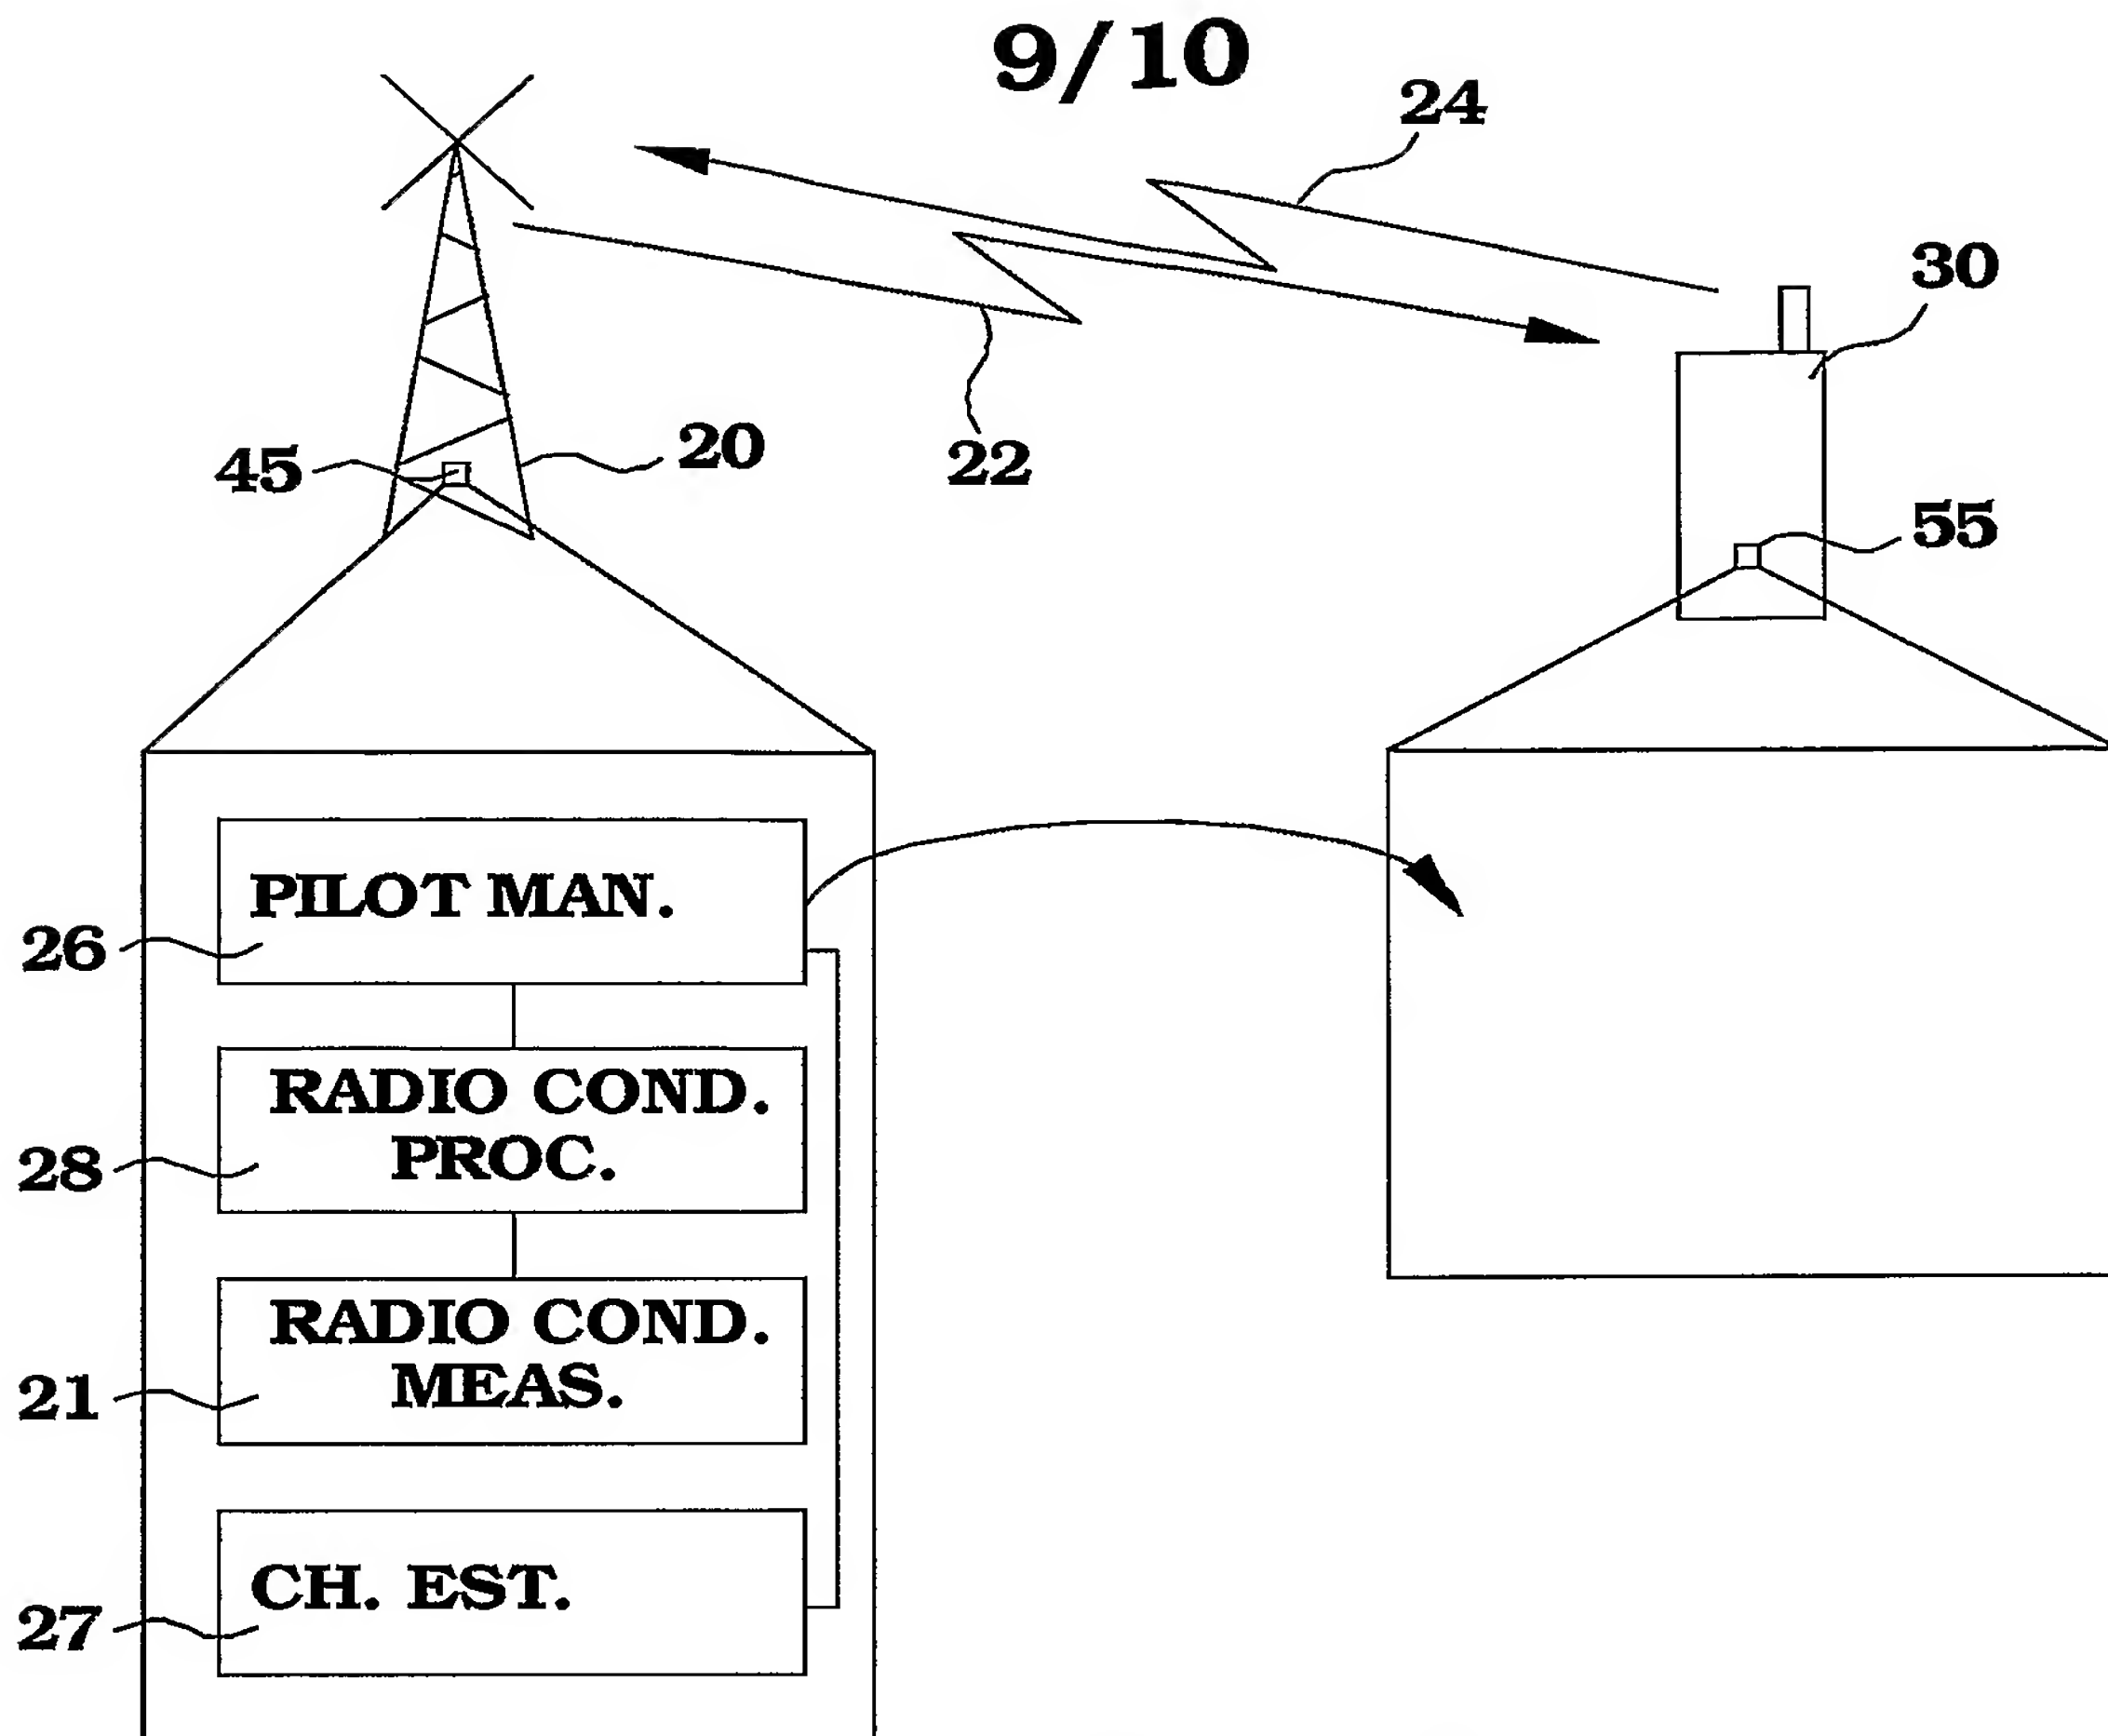 9/10
24
30
45
20
22
55
PILOT MAN.
26
RADIO COND.
PROC.
28
RADIO COND.
MEAS.
21
CH. EST.
27